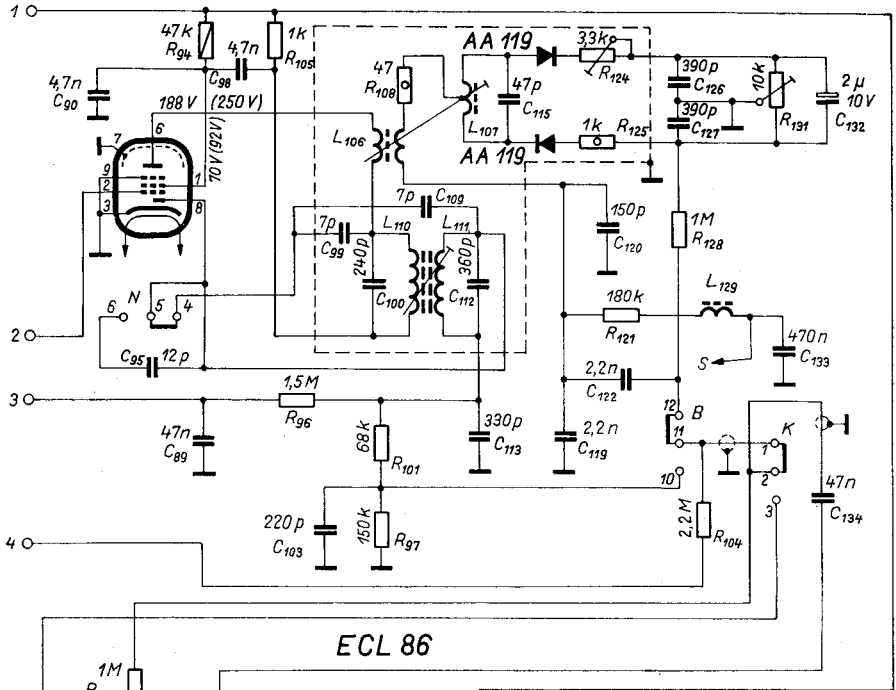 1
47k
R94
4,7n
C98
1k
R105
4,7n
C90
188V (250V)
70V (92V)
7
6
9
2
3
1
8
47
R108
L106
L107
AA 119
AA 119
47p
C115
3,3k
R124
1k
R125
390p
C126
390p
C127
10k
R131
2µ
10V
C132
7p
C109
7p
C99
L110
L111
240p
C100
360p
C112
150p
C120
1M
R128
L129
180k
R121
S
470n
C133
6
N
5
4
2
C95
12p
2,2n
C122
3
1,5M
R96
47n
C89
68k
R101
330p
C113
2,2n
C119
12
B
11
10
K
1
2
3
47n
C134
220p
C103
150k
R97
2,2M
R104
4
ECL 86
1M
R